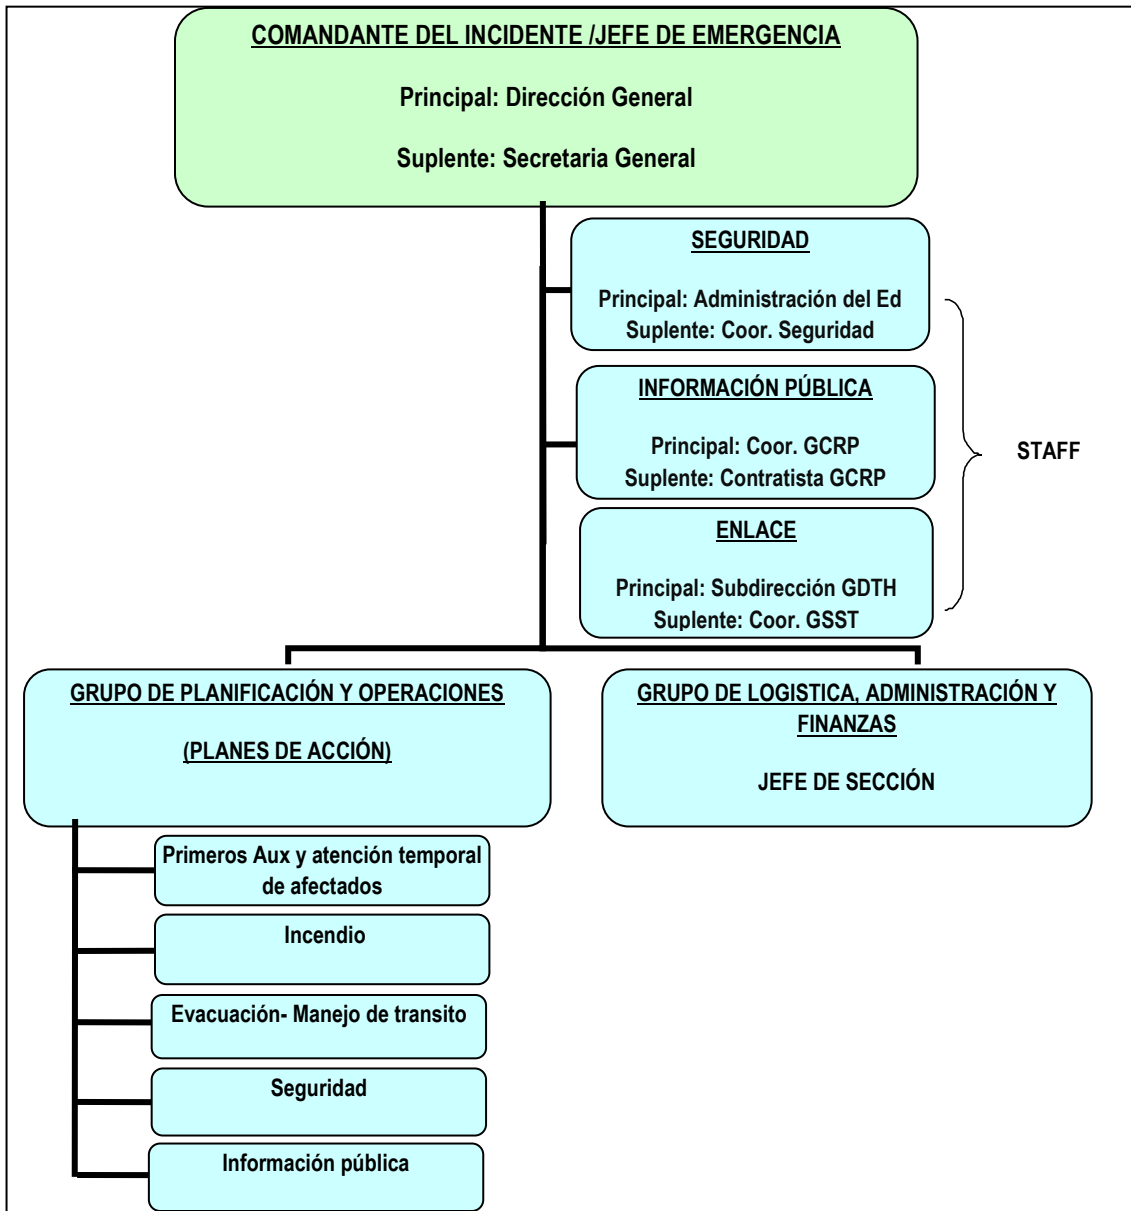 COMANDANTE DEL INCIDENTE /JEFE DE EMERGENCIA
Principal: Dirección General
Suplente: Secretaria General
SEGURIDAD
Principal: Administración del Ed
Suplente: Coor. Seguridad
INFORMACIÓN PÚBLICA
Principal: Coor. GCRP
Suplente: Contratista GCRP
STAFF
ENLACE
Principal: Subdirección GDTH
Suplente: Coor. GSST
GRUPO DE PLANIFICACIÓN Y OPERACIONES
(PLANES DE ACCIÓN)
GRUPO DE LOGISTICA, ADMINISTRACIÓN Y
FINANZAS
JEFE DE SECCIÓN
Primeros Aux y atención temporal
de afectados
Incendio
Evacuación- Manejo de transito
Seguridad
Información pública